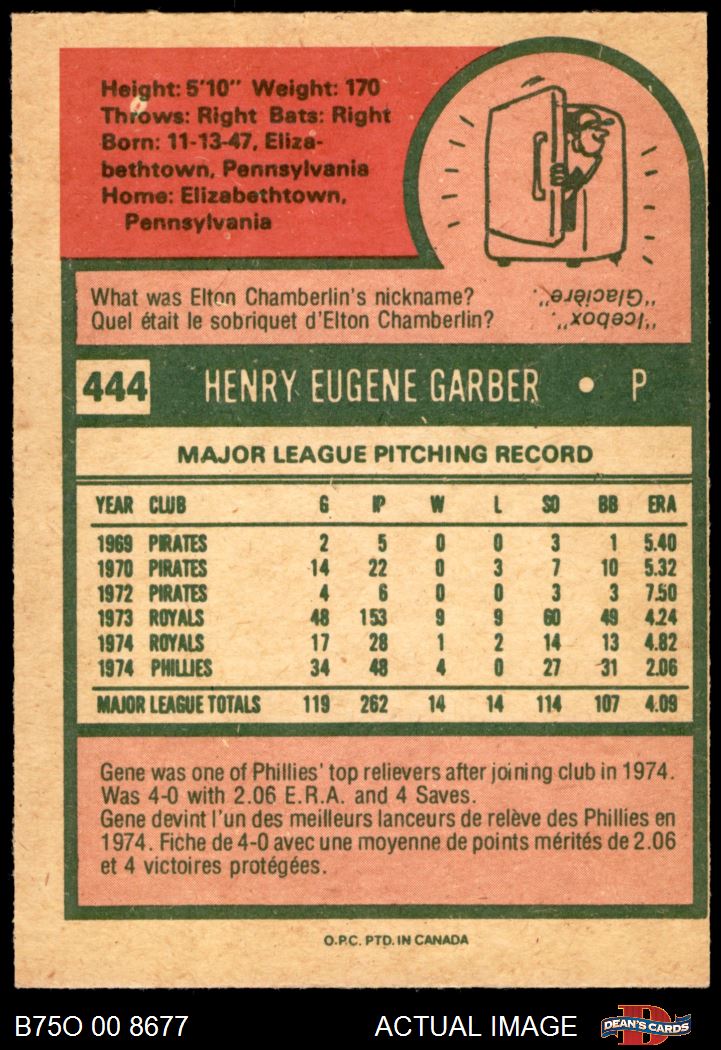 Height: 5'10" Weight: 170
Throws: Right Bats: Right
Born: 11-13-47, Eliza-
bethtown, Pennsylvania
Home: Elizabethtown,
Pennsylvania
What was Elton Chamberlin's nickname?
Quel était le sobriquet d'Elton Chamberlin?
"Icebox".
"Glacière".
444 HENRY EUGENE GARBER • P
MAJOR LEAGUE PITCHING RECORD
YEAR CLUB G IP W L SO BB ERA
1969 PIRATES 2 5 0 0 3 1 5.40
1970 PIRATES 14 22 0 3 7 10 5.32
1972 PIRATES 4 6 0 0 3 3 7.50
1973 ROYALS 48 153 9 9 60 49 4.24
1974 ROYALS 17 28 1 2 14 13 4.82
1974 PHILLIES 34 48 4 0 27 31 2.06
MAJOR LEAGUE TOTALS 119 262 14 14 114 107 4.09
Gene was one of Phillies' top relievers after joining club in 1974.
Was 4-0 with 2.06 E.R.A. and 4 Saves.
Gene devint l'un des meilleurs lanceurs de relève des Phillies en
1974. Fiche de 4-0 avec une moyenne de points mérités de 2.06
et 4 victoires protégées.
O.P.C. PTD. IN CANADA
B75O 00 8677 ACTUAL IMAGE D DEAN'S CARDS